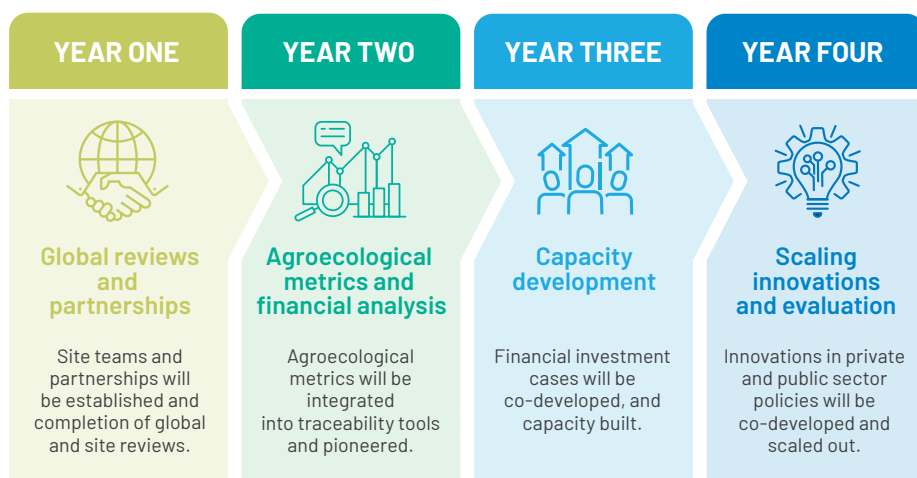 YEAR ONE
Global reviews
and
partnerships
Site teams and
partnerships will
be established and
completion of global
and site reviews.
YEAR TWO
Agroecological
metrics and
financial analysis
Agroecological
metrics will be
integrated
into traceability tools
and pioneered.
YEAR THREE
Capacity
development
Financial investment
cases will be
co-developed, and
capacity built.
YEAR FOUR
Scaling
innovations
and evaluation
Innovations in private
and public sector
policies will be
co-developed and
scaled out.